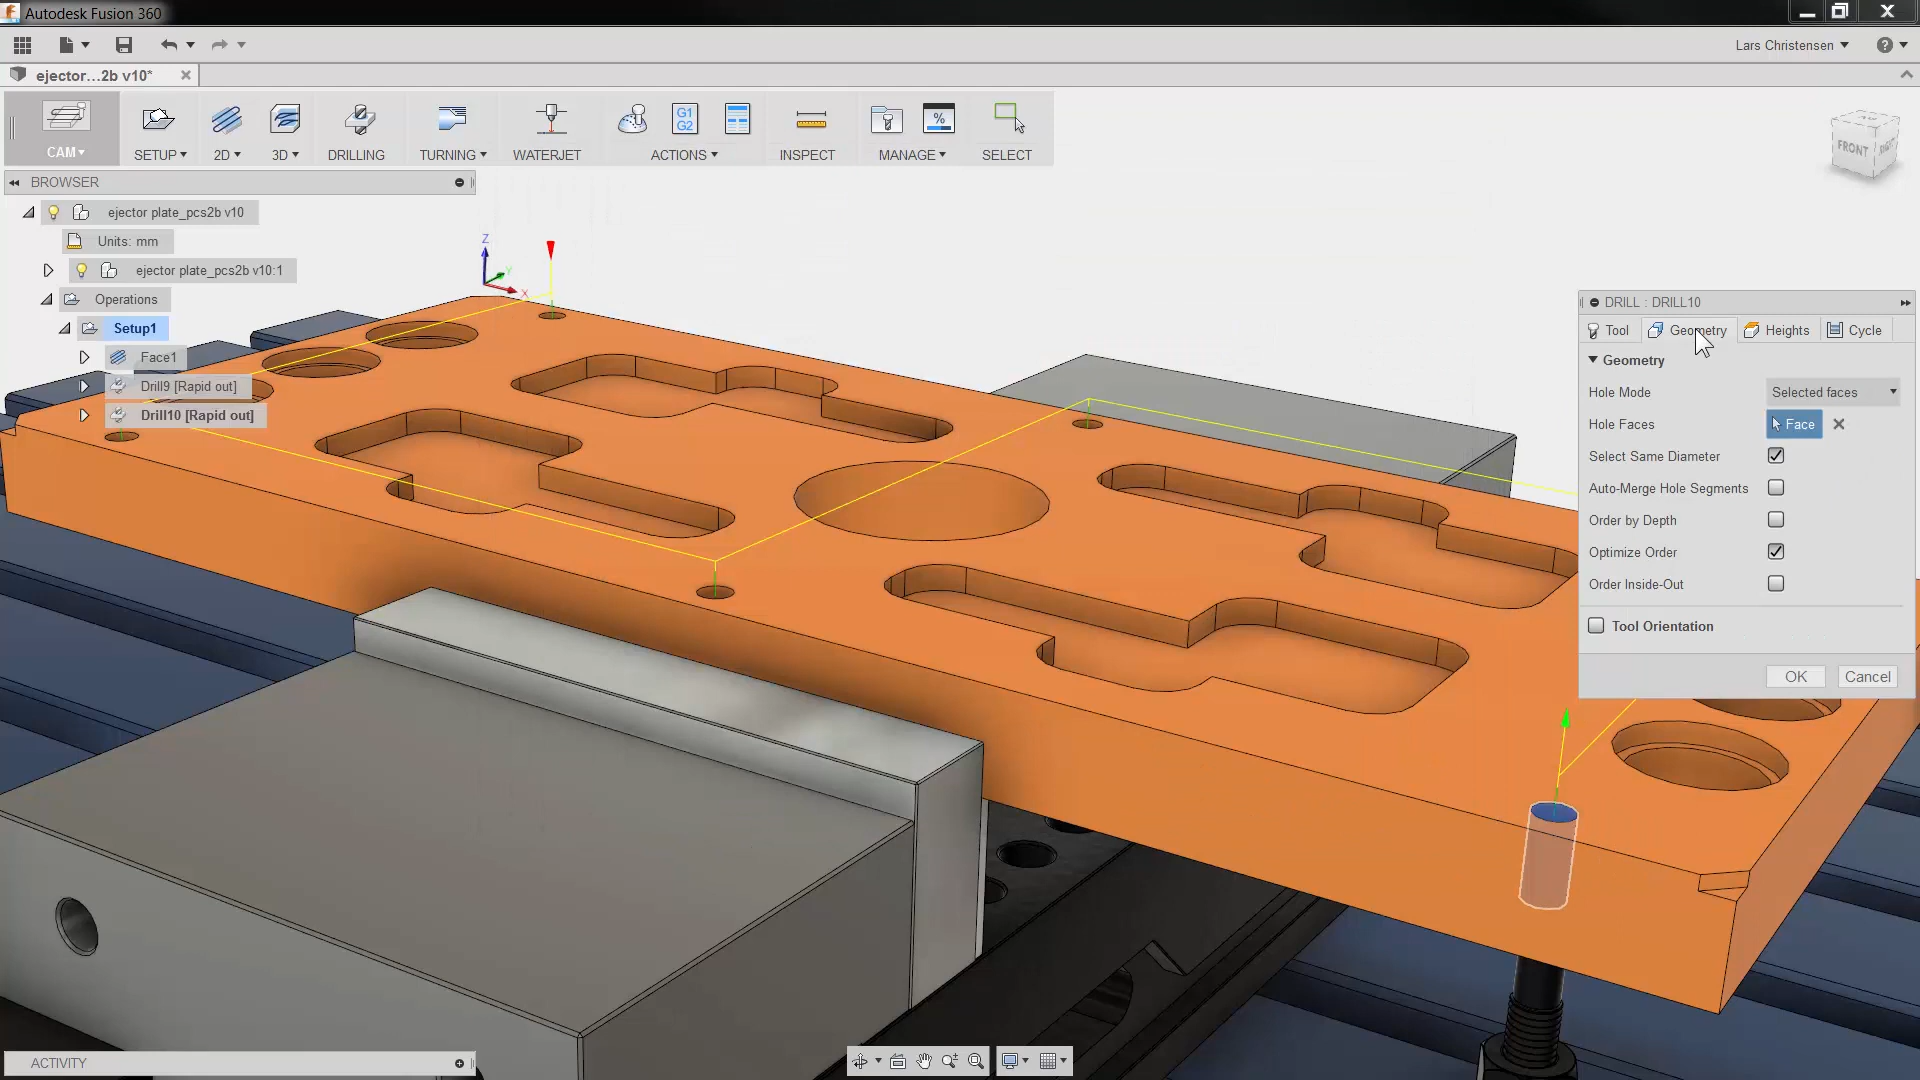 Autodesk Fusion 360
Lars Christensen
ejector...2b v10*
CAM
SETUP
2D
3D
DRILLING
TURNING
WATERJET
G1
G2
ACTIONS
INSPECT
%
MANAGE
SELECT
BROWSER
ejector plate_pcs2b v10
Units: mm
ejector plate_pcs2b v10:1
Operations
Setup1
Face1
Drill9 [Rapid out]
Drill10 [Rapid out]
Z
Y
X
FRONT
DRILL : DRILL10
Tool
Geometry
Heights
Cycle
Geometry
Hole Mode
Selected faces
Hole Faces
Face
Select Same Diameter
Auto-Merge Hole Segments
Order by Depth
Optimize Order
Order Inside-Out
Tool Orientation
OK
Cancel
ACTIVITY